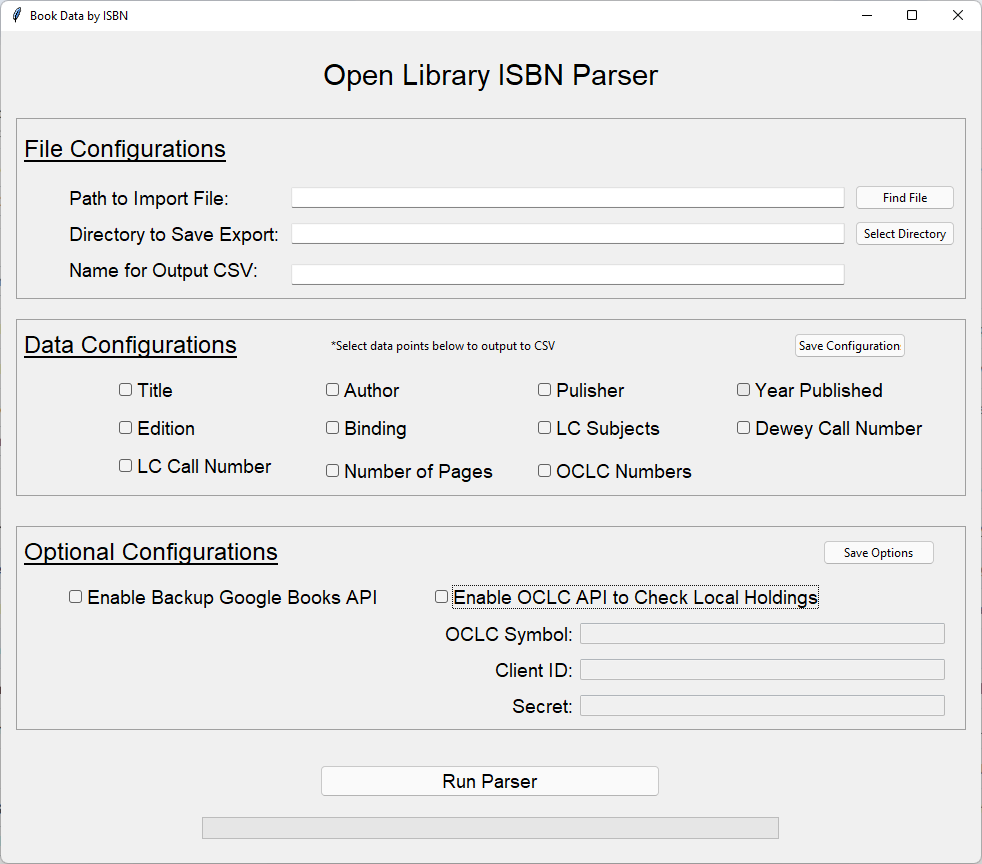 Book Data by ISBN
Open Library ISBN Parser
File Configurations
Path to Import File:
Find File
Directory to Save Export:
Select Directory
Name for Output CSV:
Data Configurations
*Select data points below to output to CSV
Save Configuration
Title
Author
Pulisher
Year Published
Edition
Binding
LC Subjects
Dewey Call Number
LC Call Number
Number of Pages
OCLC Numbers
Optional Configurations
Save Options
Enable Backup Google Books API
Enable OCLC API to Check Local Holdings
OCLC Symbol:
Client ID:
Secret:
Run Parser